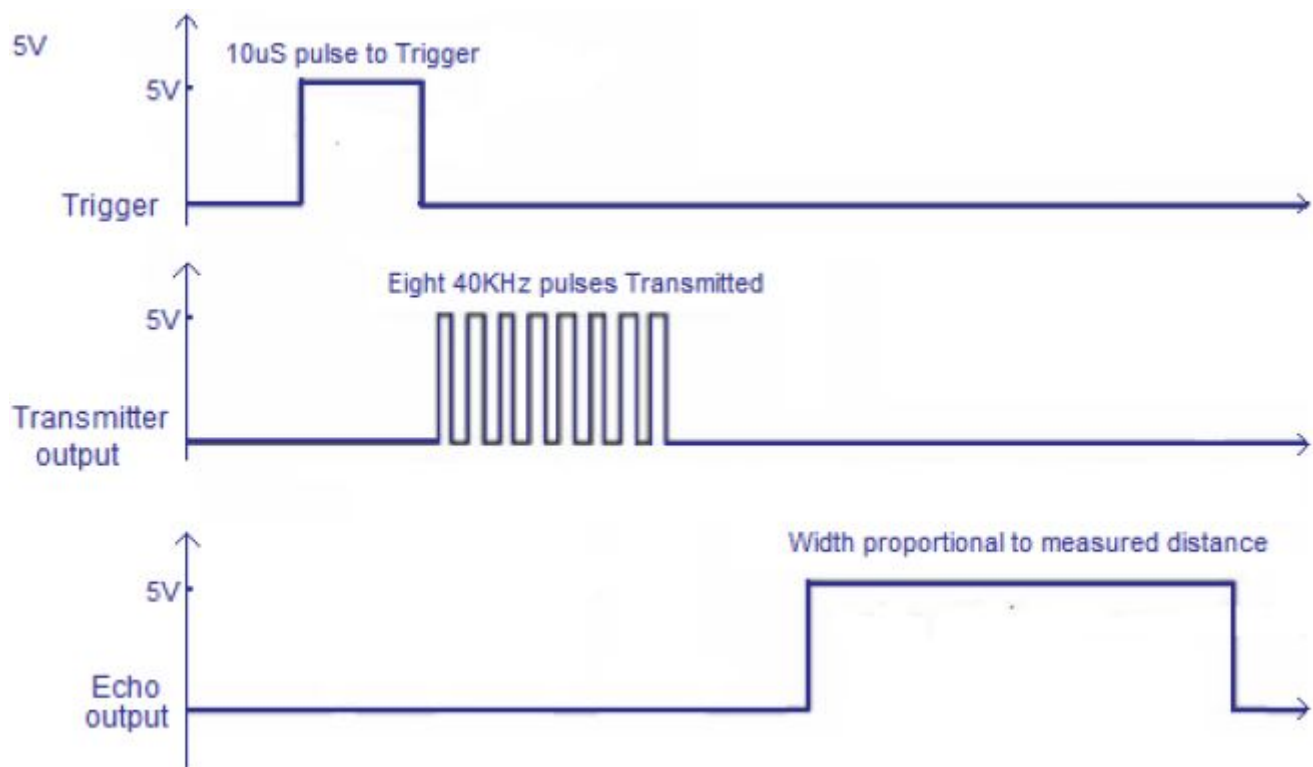 5V
10uS pulse to Trigger
5V
Trigger
Eight 40KHz pulses Transmitted
5V
Transmitter
output
Width proportional to measured distance
5V
Echo
output